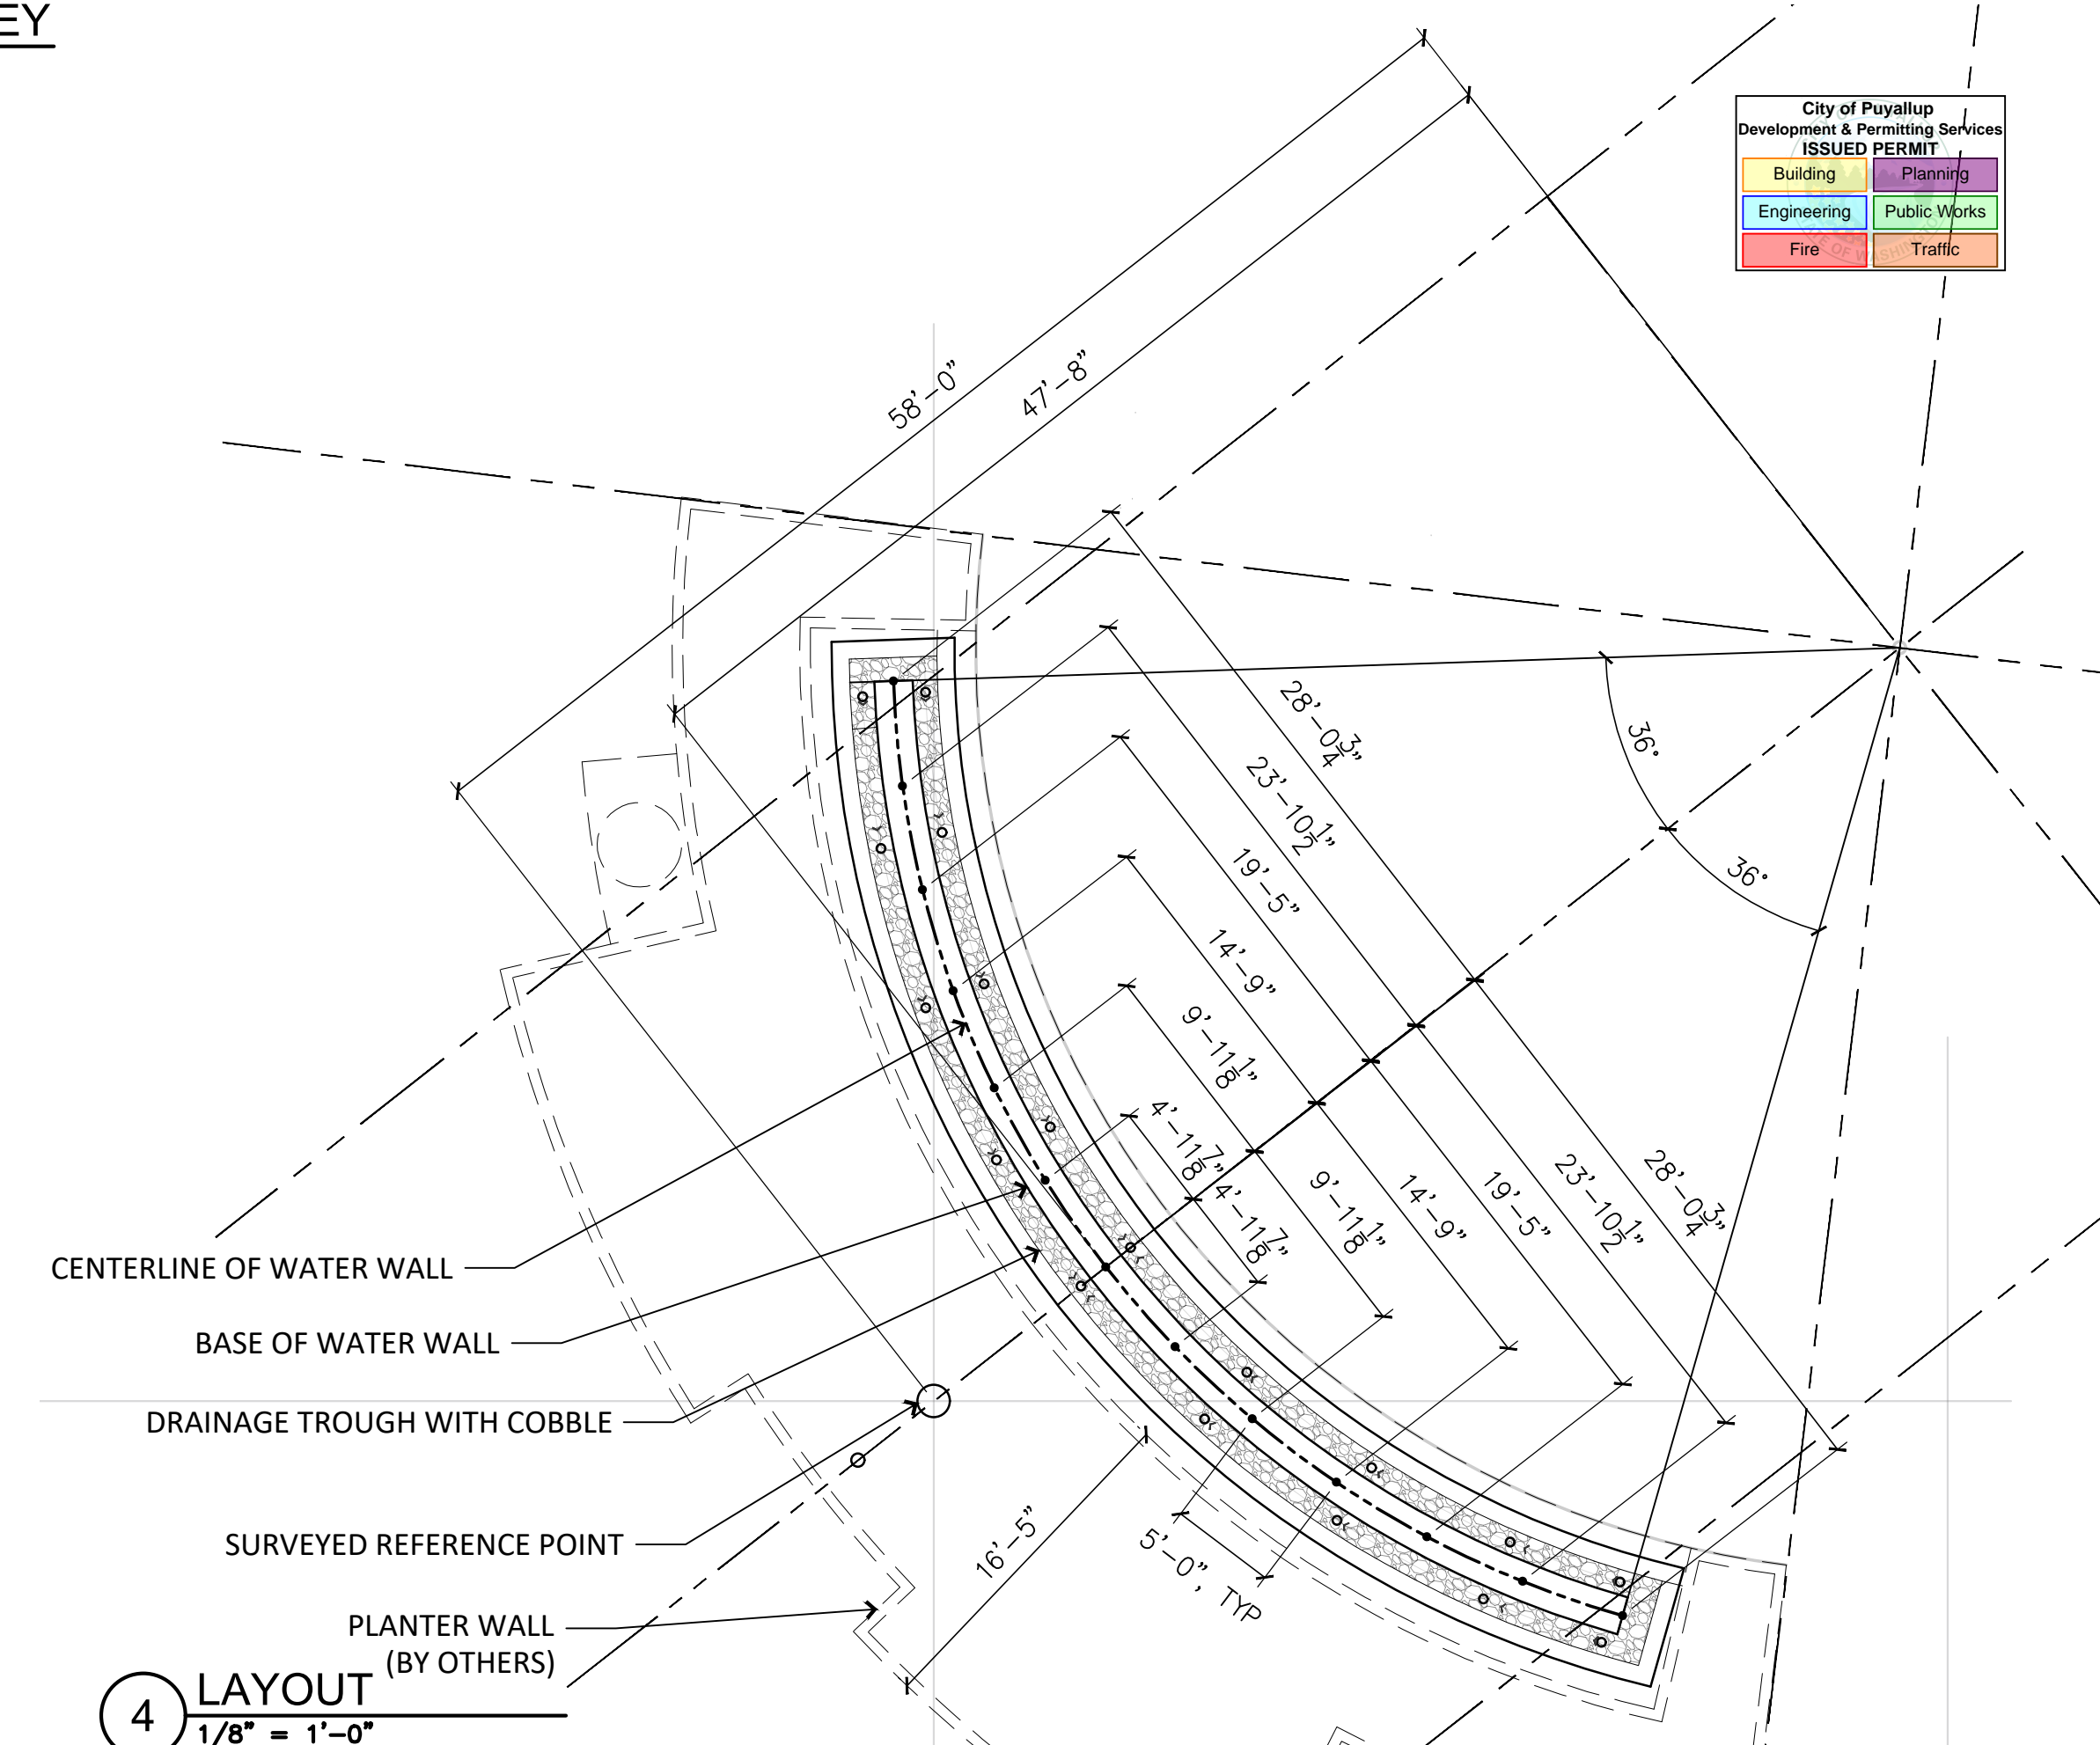 EY
City of Puyallup
Development & Permitting Services
ISSUED PERMIT
Building
Planning
Engineering
Public Works
Fire
Traffic
58'-0"
47'-8"
28'-0 3/4"
23'-10 1/2"
19'-5"
14'-9"
9'-11 1/8"
4'-11 7/8"
36°
36°
4'-11 7/8"
9'-11 1/8"
14'-9"
19'-5"
23'-10 1/2"
28'-0 3/4"
CENTERLINE OF WATER WALL
BASE OF WATER WALL
DRAINAGE TROUGH WITH COBBLE
SURVEYED REFERENCE POINT
PLANTER WALL
(BY OTHERS)
16'-5"
5'-0", TYP
4
LAYOUT
1/8" = 1'-0"